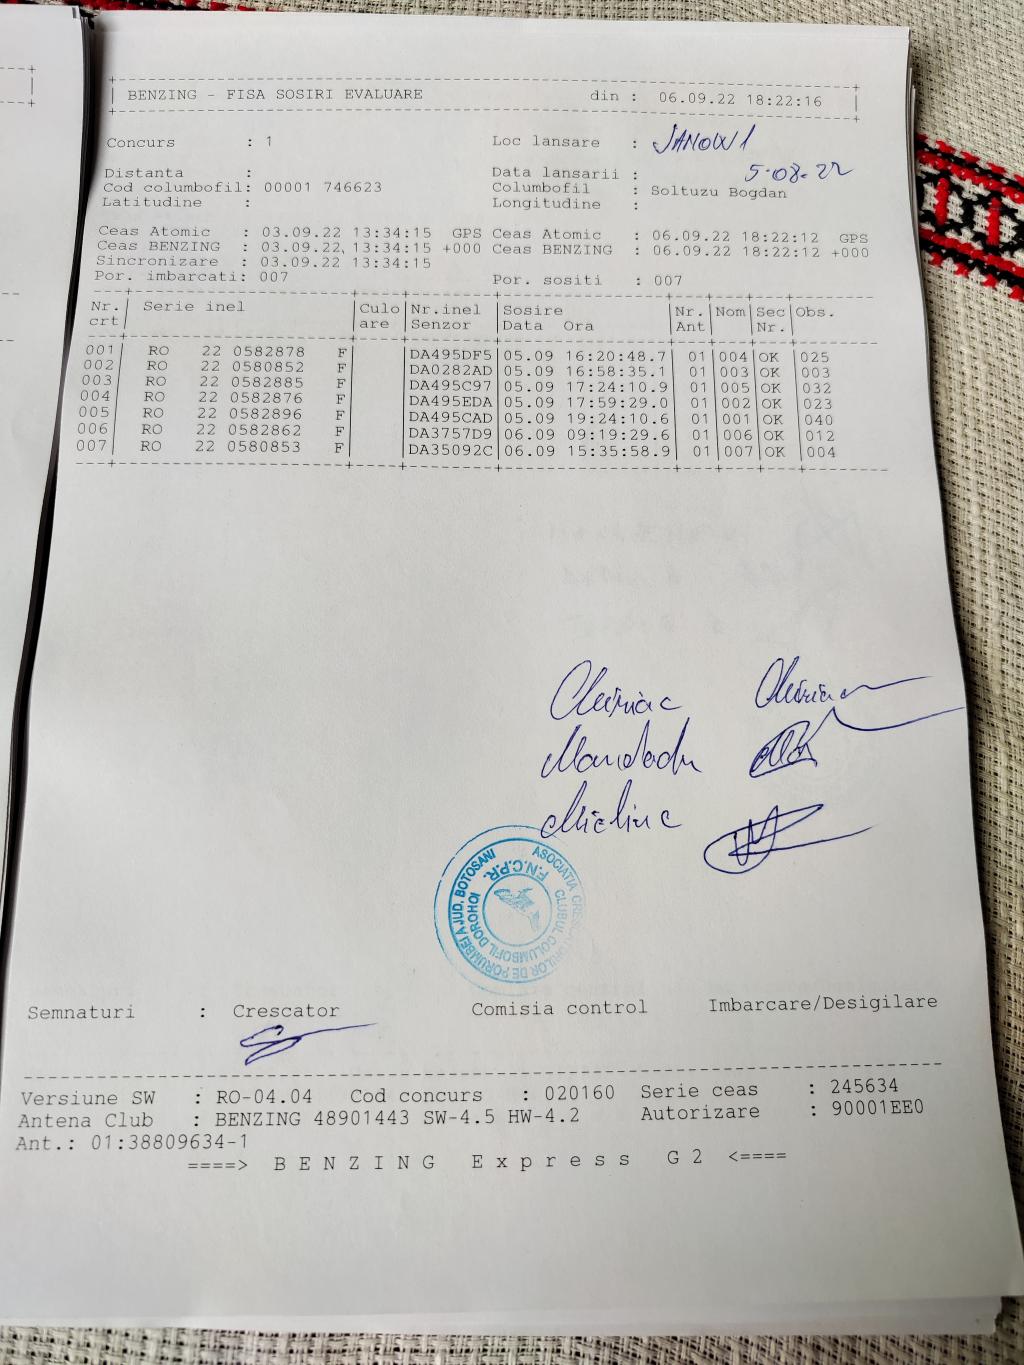 BENZING - FISA SOSIRI EVALUARE din : 06.09.22 18:22:16
Concurs : 1 Loc lansare : JANOW 1
Distanta : Data lansarii : 5.08.22
Cod columbofil: 00001 746623 Columbofil : Soltuzu Bogdan
Latitudine : Longitudine :
Ceas Atomic : 03.09.22 13:34:15 GPS Ceas Atomic : 06.09.22 18:22:12 GPS
Ceas BENZING : 03.09.22, 13:34:15 +000 Ceas BENZING : 06.09.22 18:22:12 +000
Sincronizare : 03.09.22 13:34:15
Por. imbarcati: 007 Por. sositi : 007
Nr. Serie inel Culo Nr.inel Sosire Nr. Nom Sec Obs.
crt are Senzor Data Ora Ant Nr.
001 RO 22 0582878 F DA495DF5 05.09 16:20:48.7 01 004 OK 025
002 RO 22 0580852 F DA0282AD 05.09 16:58:35.1 01 003 OK 003
003 RO 22 0582885 F DA495C97 05.09 17:24:10.9 01 005 OK 032
004 RO 22 0582876 F DA495EDA 05.09 17:59:29.0 01 002 OK 023
005 RO 22 0582896 F DA495CAD 05.09 19:24:10.6 01 001 OK 040
006 RO 22 0582862 F DA3757D9 06.09 09:19:29.6 01 006 OK 012
007 RO 22 0580853 F DA35092C 06.09 15:35:58.9 01 007 OK 004
Chiriac
ASOCIATIA CRESCATORILOR DE PORUMBEI A JUD. BOTOSANI
CLUBUL COLUMBOFIL DOROHOI
F.N.C.P.R.
Semnaturi : Crescator Comisia control Imbarcare/Desigilare
Versiune SW : RO-04.04 Cod concurs : 020160 Serie ceas : 245634
Antena Club : BENZING 48901443 SW-4.5 HW-4.2 Autorizare : 90001EE0
Ant.: 01:38809634-1
====> B E N Z I N G E x p r e s s G 2 <====